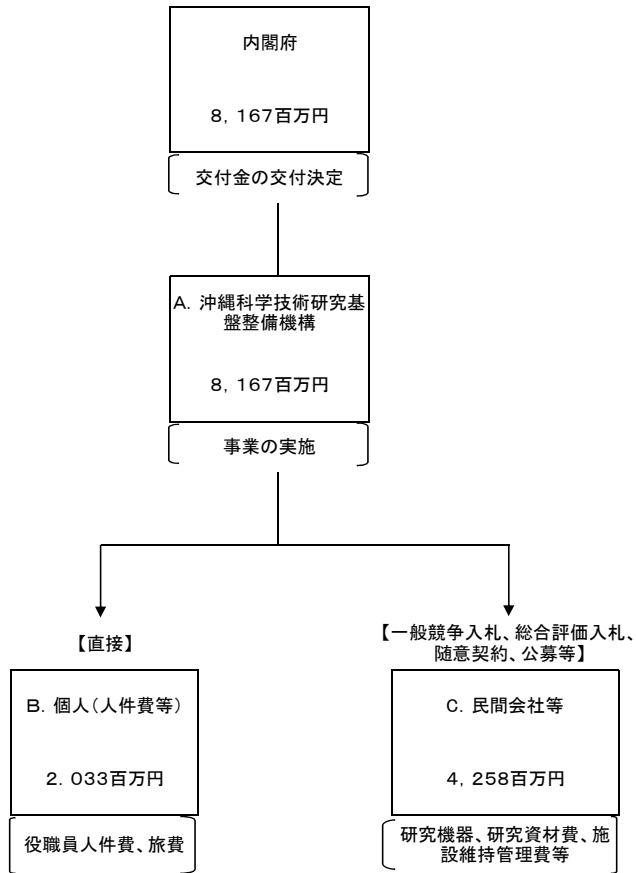 内閣府
8，167百万円
交付金の交付決定
A．沖縄科学技術研究基
盤整備機構
8，167百万円
事業の実施
【直接】
B．個人（人件費等）
2．033百万円
役職員人件費、旅費
【一般競争入札、総合評価入札、
随意契約、公募等】
C．民間会社等
4，258百万円
研究機器、研究資材費、施
設維持管理費等